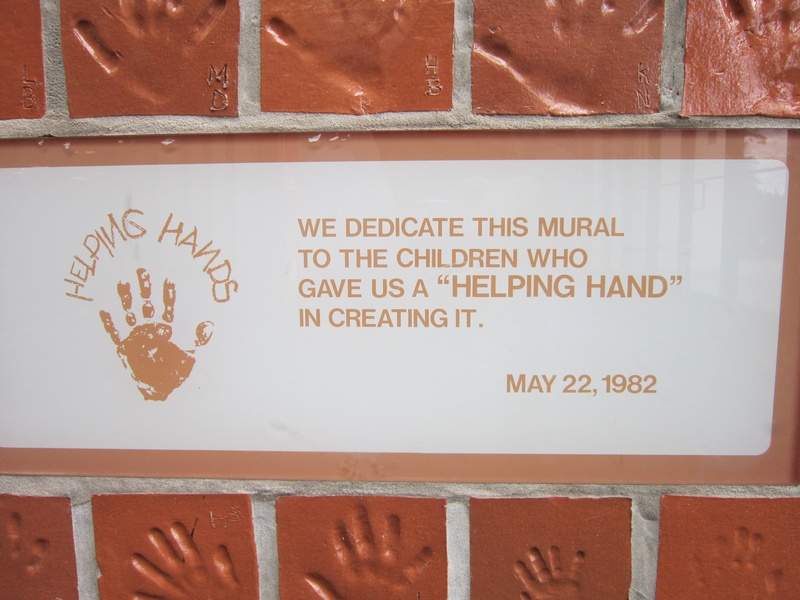 MD
HELPING HANDS
WE DEDICATE THIS MURAL
TO THE CHILDREN WHO
GAVE US A “HELPING HAND”
IN CREATING IT.
MAY 22, 1982